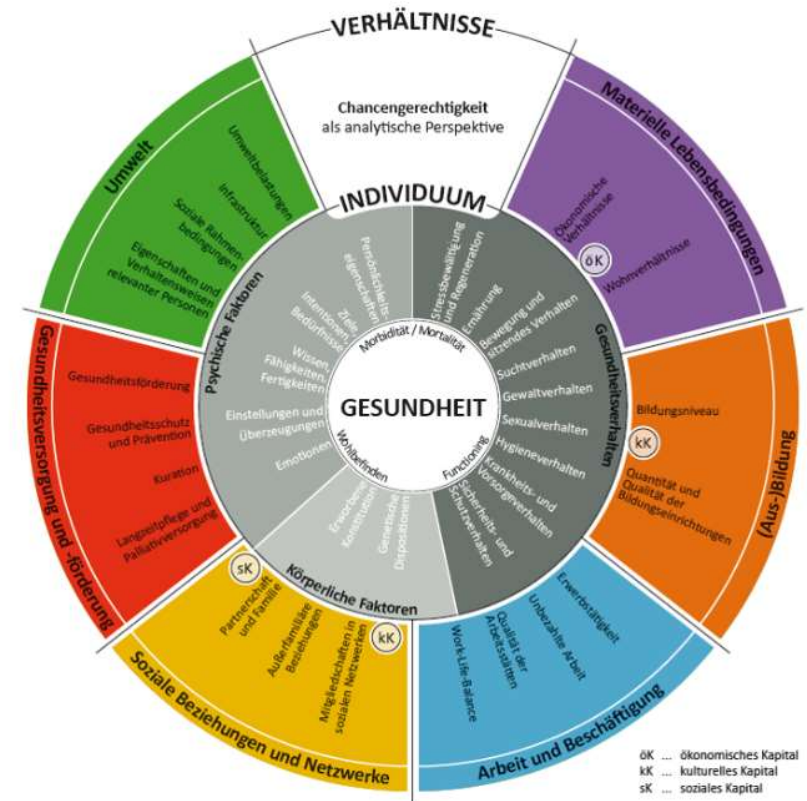 VERHÄLTNISSE
Chancengerechtigkeit
als analytische Perspektive
INDIVIDUUM
Materielle Lebensbedingungen
Ökonomische
Verhältnisse
öK
Wohnverhältnisse
(Aus-)Bildung
Bildungsniveau
kK
Quantität und
Qualität der
Bildungseinrichtungen
Arbeit und Beschäftigung
Erwerbstätigkeit
Unbezahlte Arbeit
Qualität der
Arbeitsstätten
Work-Life-Balance
Soziale Beziehungen und Netzwerke
kK
Mitgliedschaften in
sozialen Netzwerken
Außerfamiliäre
Beziehungen
Partnerschaft
und Familie
sK
Gesundheitsversorgung und -förderung
Gesundheitsförderung
Gesundheitsschutz
und Prävention
Kuration
Langzeitpflege und
Palliativversorgung
Umwelt
Umweltbelastungen
Infrastruktur
Soziale Rahmen-
bedingungen
Eigenschaften und
Verhaltensweisen
relevanter Personen
Gesundheitsverhalten
Stressbewältigung
und Regeneration
Ernährung
Bewegung und
sitzendes Verhalten
Suchtverhalten
Gewaltverhalten
Sexualverhalten
Hygieneverhalten
Krankheits- und
Vorsorgeverhalten
Sicherheits- und
Schutzverhalten
Körperliche Faktoren
Genetische
Dispositionen
Erworbene
Konstitution
Psychische Faktoren
Persönlichkeits-
eigenschaften
Ziele,
Intentionen,
Bedürfnisse
Wissen,
Fähigkeiten
Fertigkeiten
Einstellungen und
Überzeugungen
Emotionen
Morbidität / Mortalität
GESUNDHEIT
Wohlbefinden
Functioning
öK ... ökonomisches Kapital
kK ... kulturelles Kapital
sK ... soziales Kapital